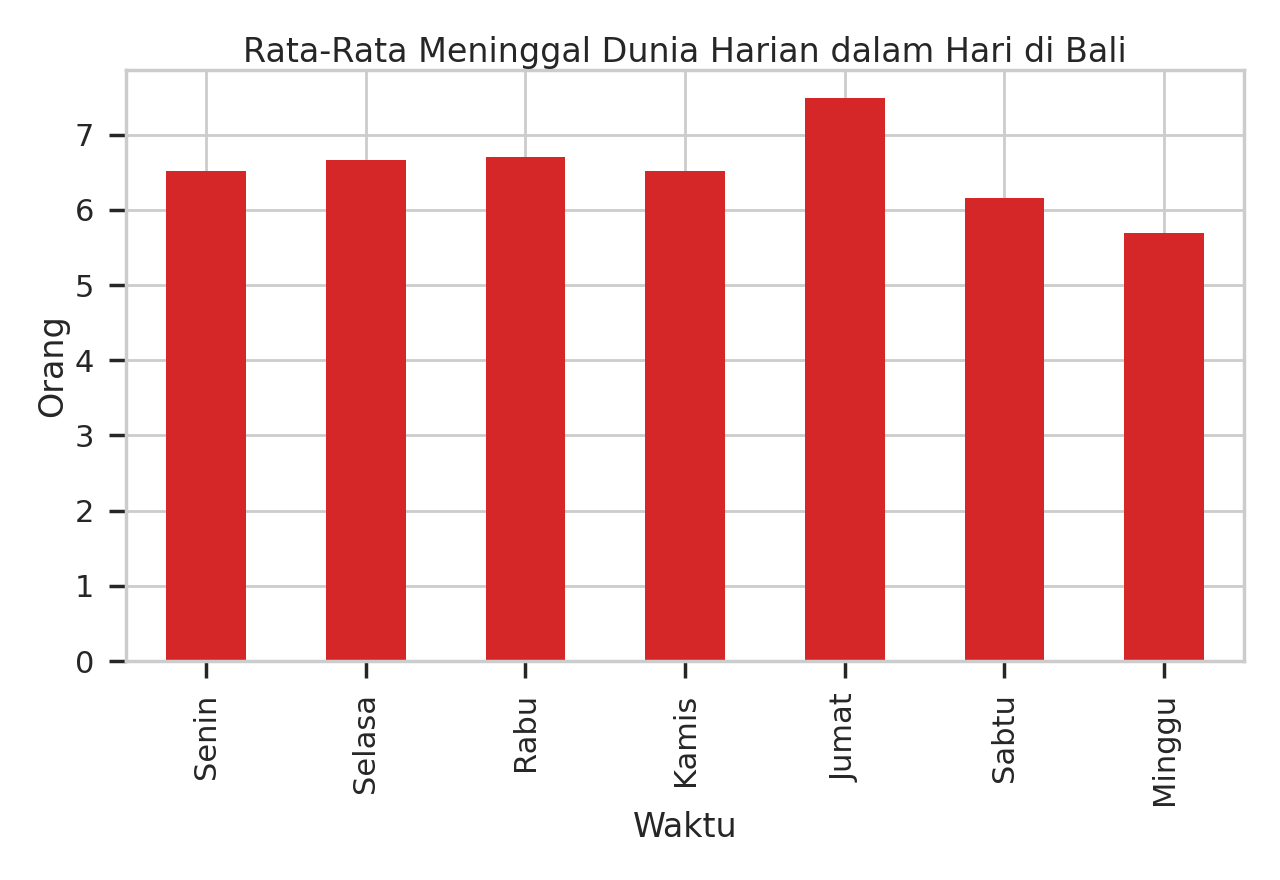 Rata-Rata Meninggal Dunia Harian dalam Hari di Bali
7
6
5
4
3
2
1
0
Orang
Senin
Selasa
Rabu
Kamis
Jumat
Sabtu
Minggu
Waktu